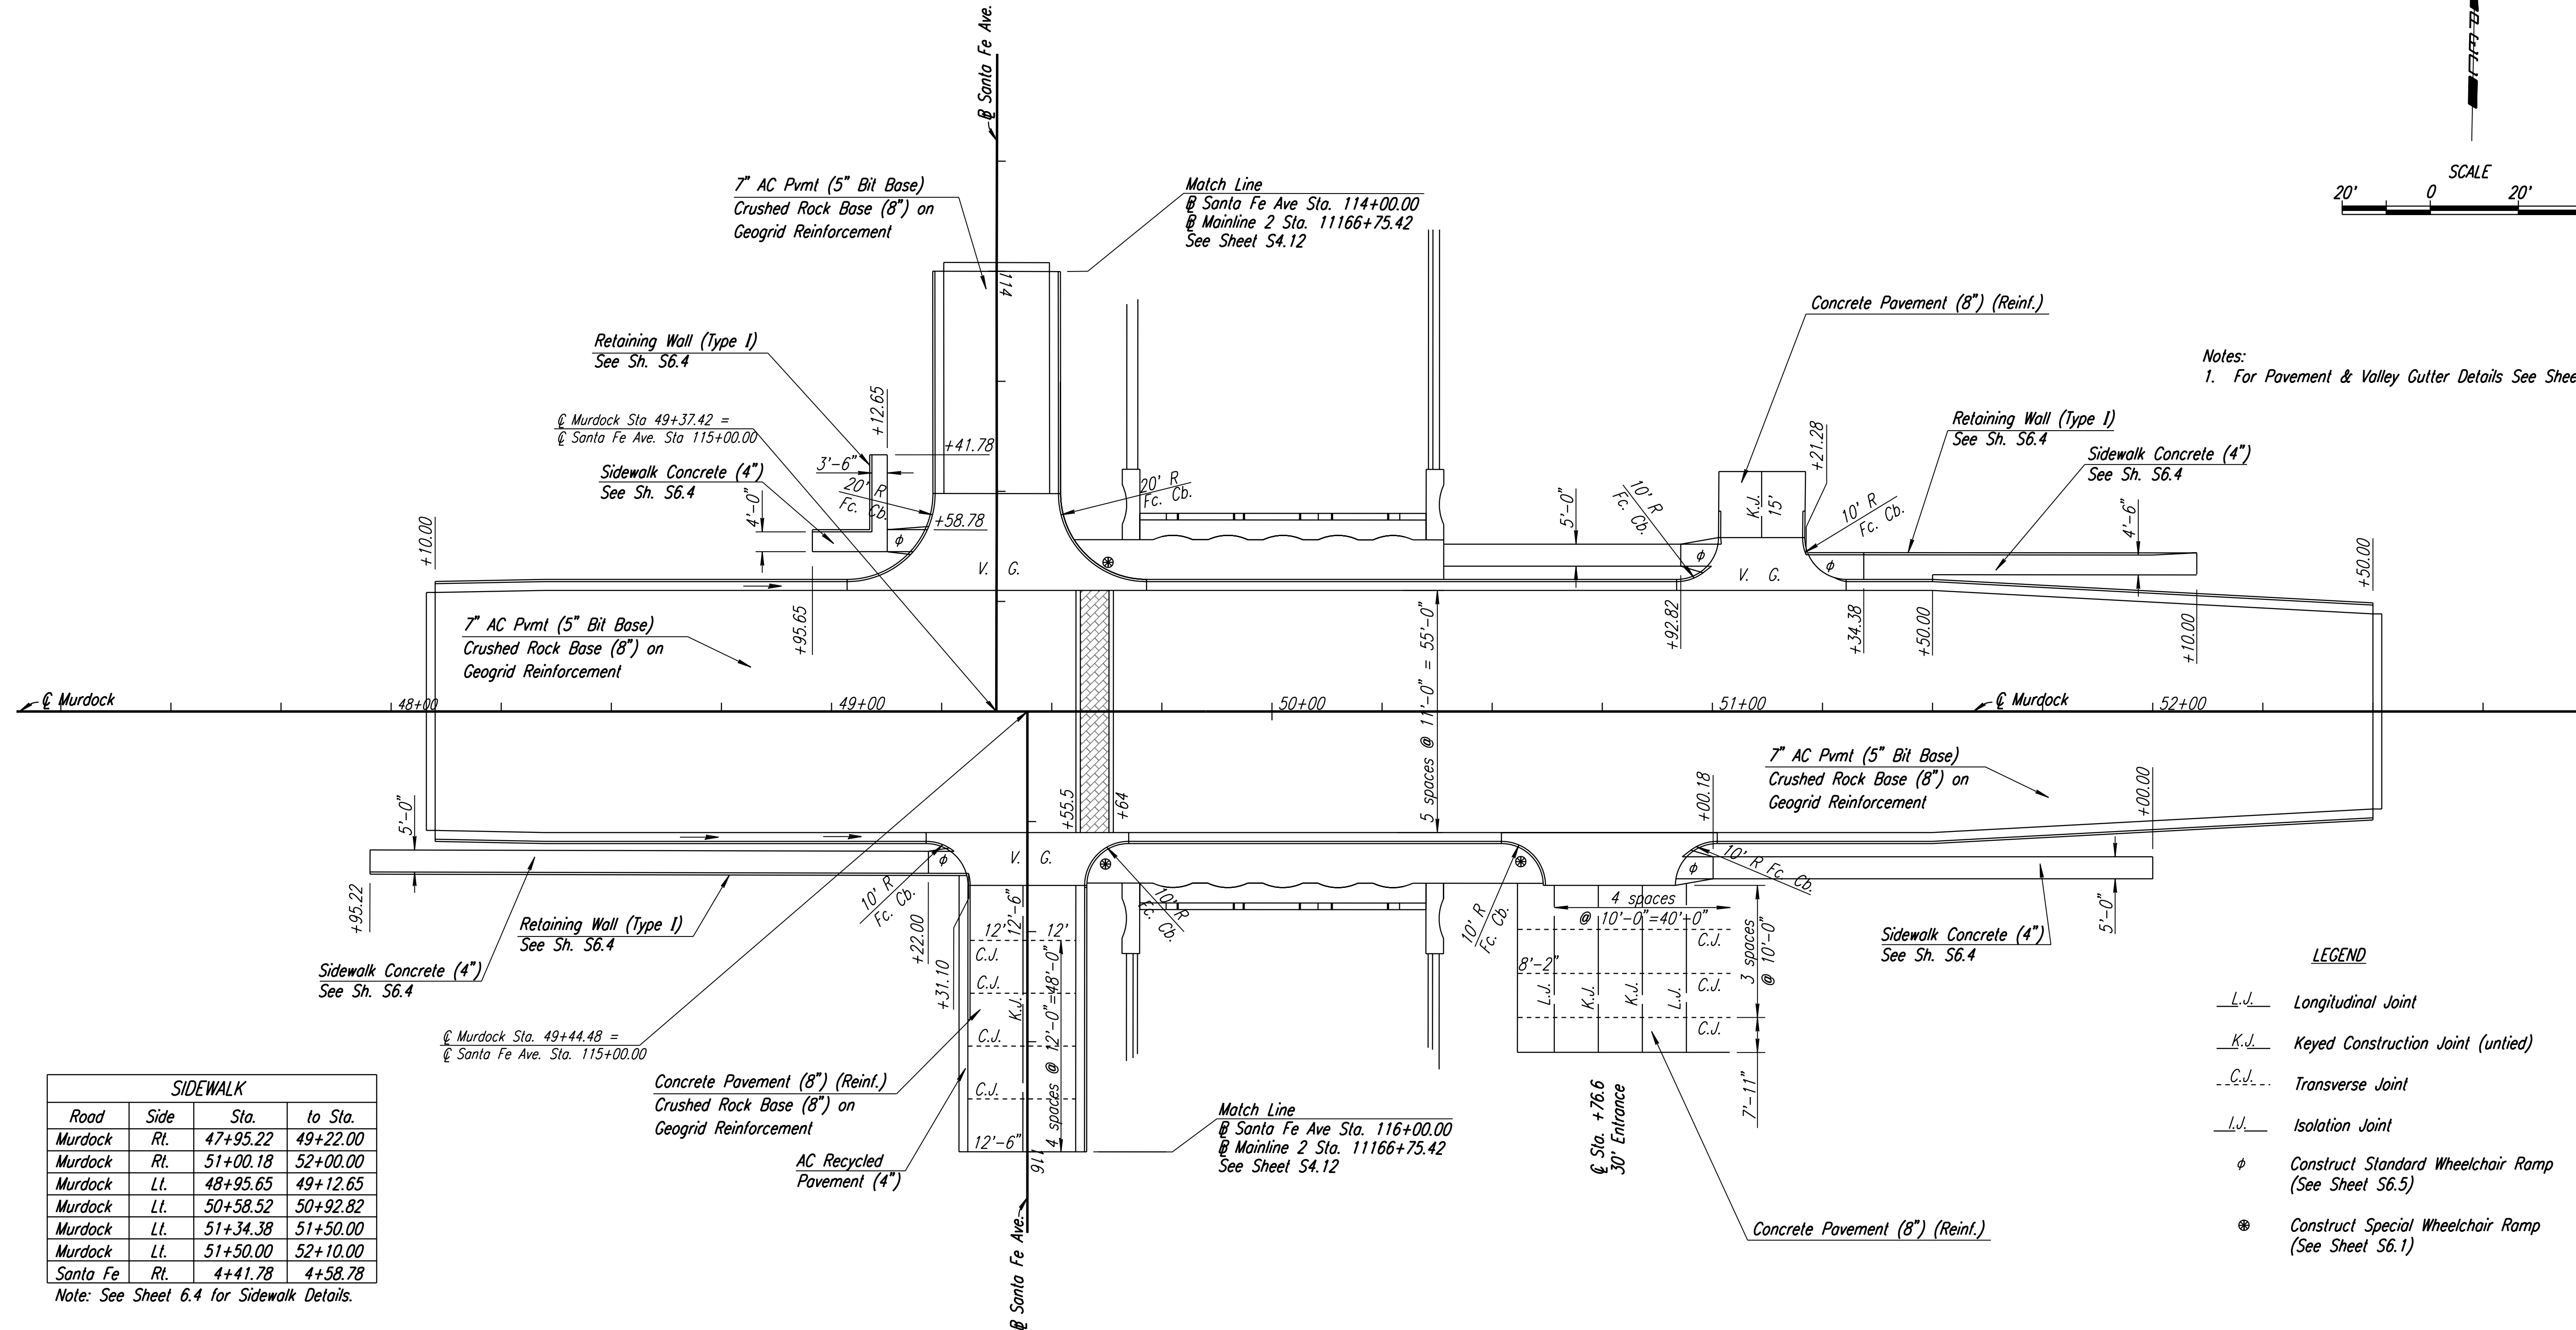 ℄ Santa Fe Ave.
SCALE
20' 0 20'
7" AC Pvmt (5" Bit Base)
Crushed Rock Base (8") on
Geogrid Reinforcement
Match Line
℄ Santa Fe Ave Sta. 114+00.00
℄ Mainline 2 Sta. 11166+75.42
See Sheet S4.12
114
Concrete Pavement (8") (Reinf.)
Retaining Wall (Type I)
See Sh. S6.4
Notes:
1. For Pavement & Valley Gutter Details See
℄ Murdock Sta 49+37.42 =
℄ Santa Fe Ave. Sta 115+00.00
+12.65
+41.78
3'-6"
Sidewalk Concrete (4")
See Sh. S6.4
4'-0"
20' R
Fc. Cb.
+58.78
20' R
Fc. Cb.
5'-0"
10' R
Fc. Cb.
K.J.
15'
+21.28
10' R
Fc. Cb.
Retaining Wall (Type I)
See Sh. S6.4
Sidewalk Concrete (4")
See Sh. S6.4
4'-6"
+10.00
+50.00
ϕ
V. G.
ϕ
V. G.
ϕ
+95.65
+92.82
+34.38
+50.00
+10.00
7" AC Pvmt (5" Bit Base)
Crushed Rock Base (8") on
Geogrid Reinforcement
5 spaces @ 11'-0" = 55'-0"
℄ Murdock
48+00
49+00
50+00
51+00
℄ Murdock
52+00
7" AC Pvmt (5" Bit Base)
Crushed Rock Base (8") on
Geogrid Reinforcement
+55.5
+64
+00.18
+00.00
5'-0"
ϕ
V. G.
ϕ
10' R
Fc. Cb.
10' R
Fc. Cb.
10' R
Fc. Cb.
10' R Fc. Cb.
+95.22
+22.00
+31.10
Retaining Wall (Type I)
See Sh. S6.4
Sidewalk Concrete (4")
See Sh. S6.4
12' 12'-6" 12'
C.J.
C.J.
K.J.
C.J.
C.J.
4 spaces @ 12'-0"=48'-0"
12'-6"
116
4 spaces
@ 10'-0"=40'-0"
8'-2"
L.J.
K.J.
K.J.
L.J.
C.J.
C.J.
C.J.
3 spaces
@ 10'-0"
7'-11"
5'-0"
Sidewalk Concrete (4")
See Sh. S6.4
℄ Murdock Sta. 49+44.48 =
℄ Santa Fe Ave. Sta. 115+00.00
Concrete Pavement (8") (Reinf.)
Crushed Rock Base (8") on
Geogrid Reinforcement
AC Recycled
Pavement (4")
Match Line
℄ Santa Fe Ave Sta. 116+00.00
℄ Mainline 2 Sta. 11166+75.42
See Sheet S4.12
℄ Sta. +76.6
30' Entrance
Concrete Pavement (8") (Reinf.)
℄ Santa Fe Ave.
SIDEWALK
Road Side Sta. to Sta.
Murdock Rt. 47+95.22 49+22.00
Murdock Rt. 51+00.18 52+00.00
Murdock Lt. 48+95.65 49+12.65
Murdock Lt. 50+58.52 50+92.82
Murdock Lt. 51+34.38 51+50.00
Murdock Lt. 51+50.00 52+10.00
Santa Fe Rt. 4+41.78 4+58.78
Note: See Sheet 6.4 for Sidewalk Details.
LEGEND
L.J. Longitudinal Joint
K.J. Keyed Construction Joint (untied)
C.J. Transverse Joint
I.J. Isolation Joint
ϕ Construct Standard Wheelchair Ramp
(See Sheet S6.5)
Construct Special Wheelchair Ramp
(See Sheet S6.1)